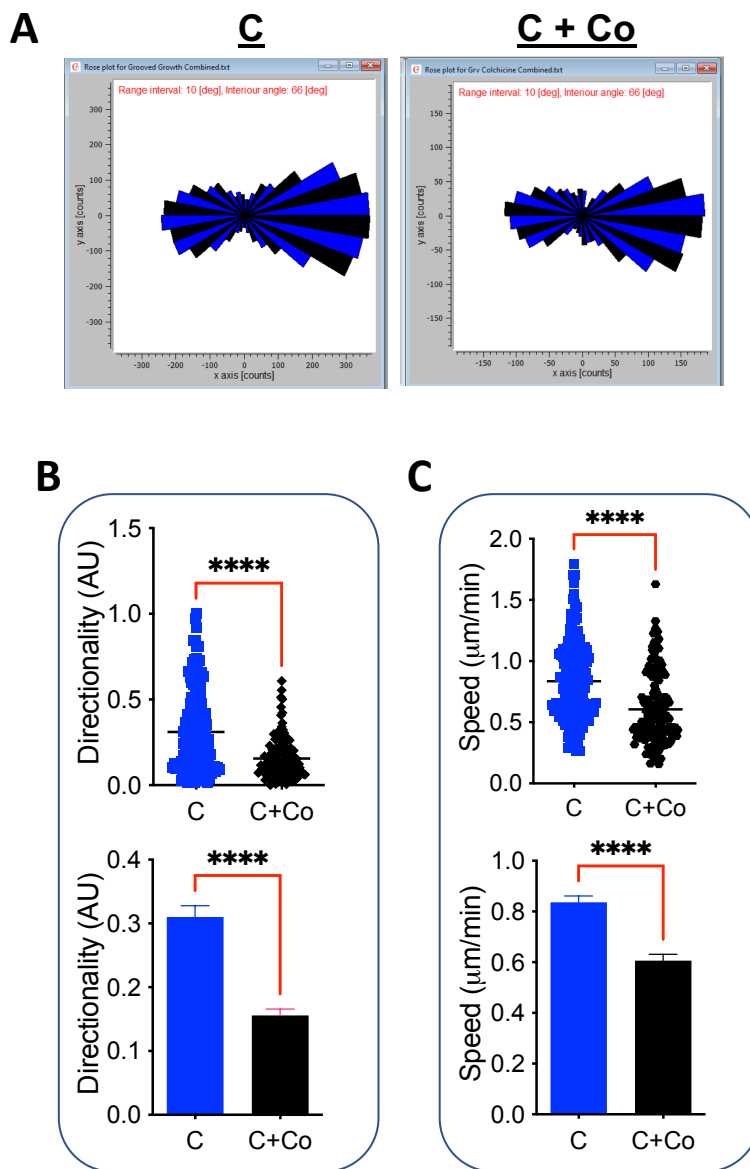 A
C
C + Co
Rose plot for Grooved Growth Combined.txt
Range interval: 10 [deg], Interiour angle: 66 [deg]
y axis [counts]
300
200
100
0
-100
-200
-300
-300 -200 -100 0 100 200 300
x axis [counts]
Rose plot for Grv Colchicine Combined.txt
Range interval: 10 [deg], Interiour angle: 66 [deg]
y axis [counts]
150
100
50
0
-50
-100
-150
-150 -100 -50 0 50 100 150
x axis [counts]
B
Directionality (AU)
1.5
1.0
0.5
0.0
****
C C+Co
Directionality (AU)
0.4
0.3
0.2
0.1
0.0
****
C C+Co
C
Speed (μm/min)
2.0
1.5
1.0
0.5
0.0
****
C C+Co
Speed (μm/min)
1.0
0.8
0.6
0.4
0.2
0.0
****
C C+Co